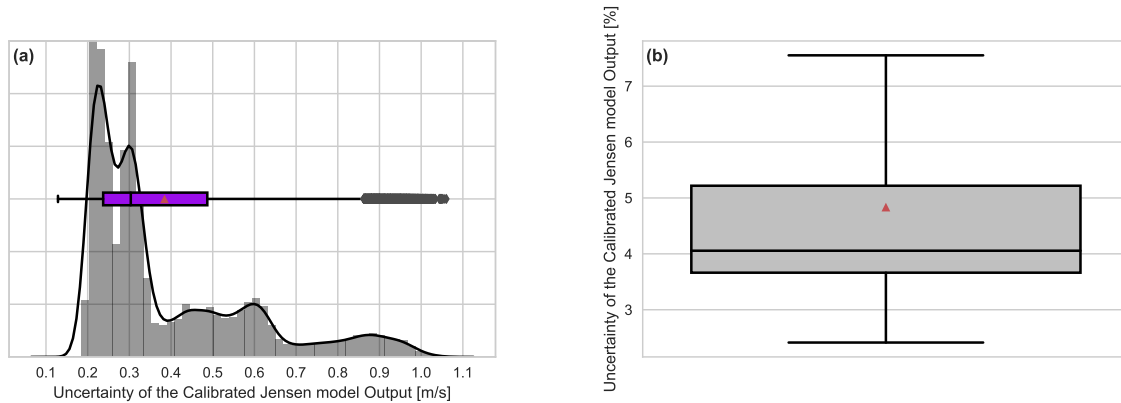 (a)
0.1 0.2 0.3 0.4 0.5 0.6 0.7 0.8 0.9 1.0 1.1
Uncertainty of the Calibrated Jensen model Output [m/s]
Uncertainty of the Calibrated Jensen model Output [%]
(b)
7
6
5
4
3